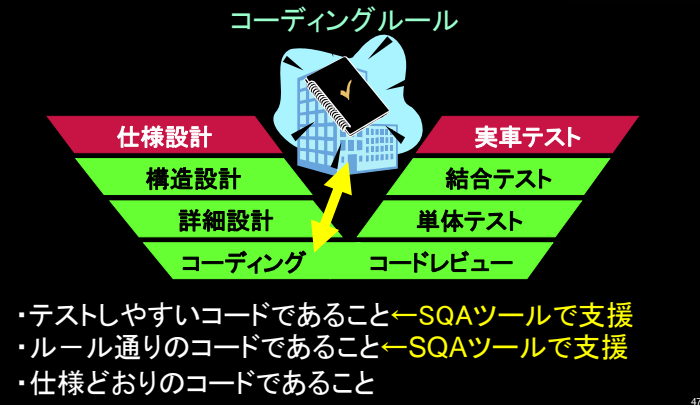 コーディングルール
仕様設計 実車テスト
構造設計 結合テスト
詳細設計 単体テスト
コーディング コードレビュー
・テストしやすいコードであること←SQAツールで支援
・ルール通りのコードであること←SQAツールで支援
・仕様どおりのコードであること
47